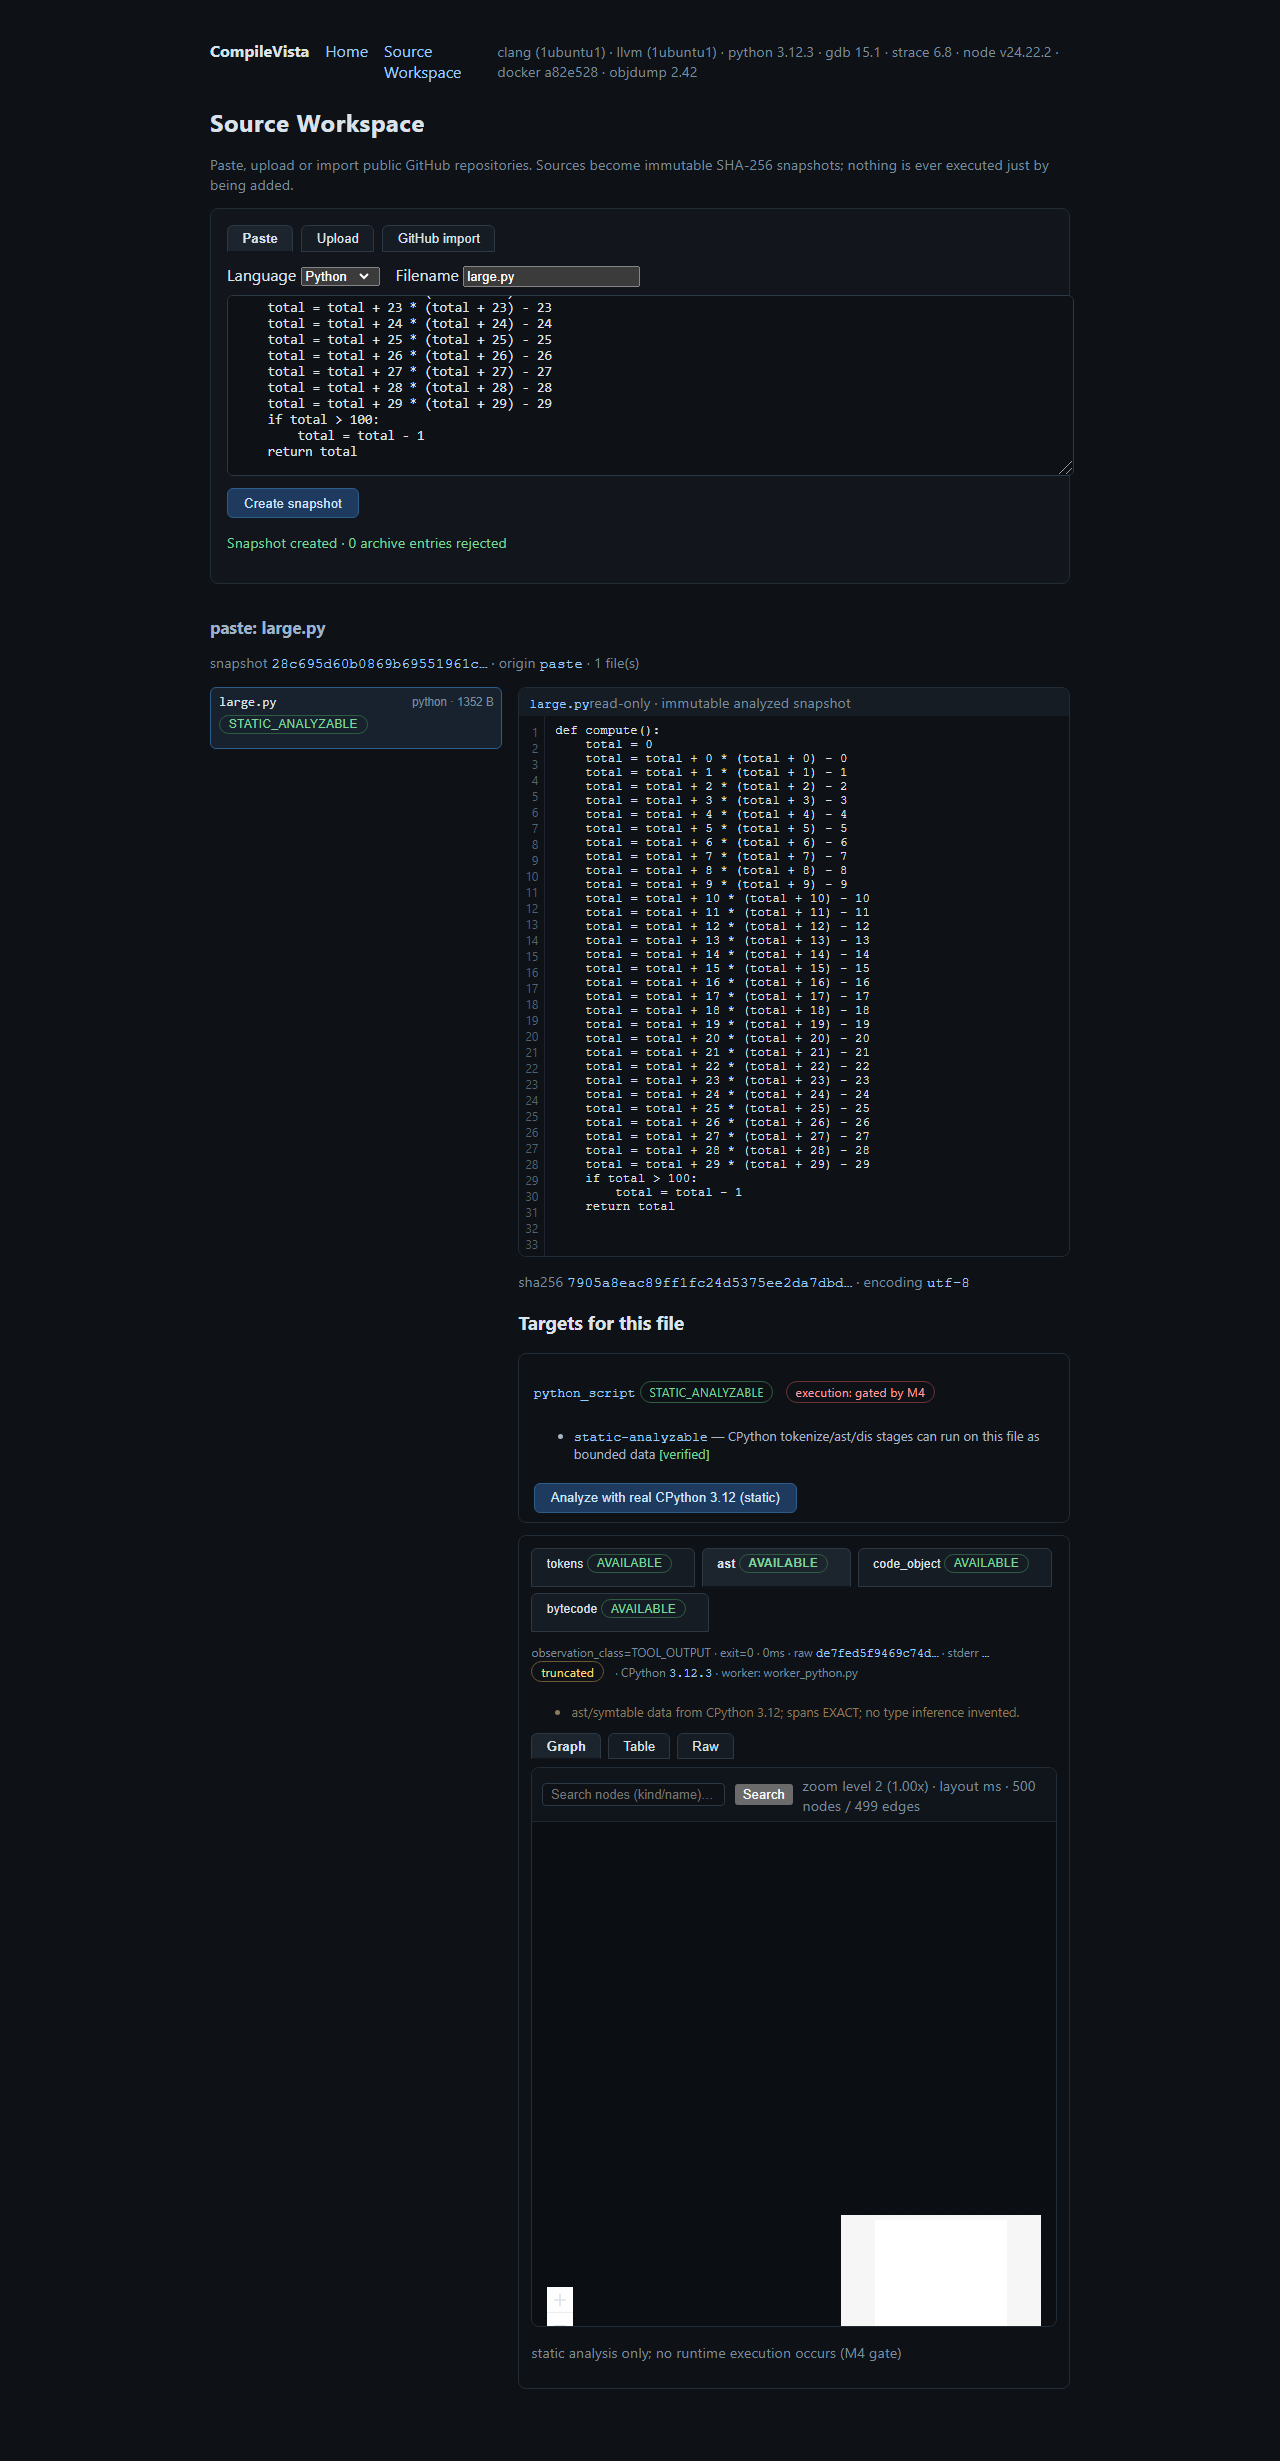 CompileVista Home Source Workspace clang (1ubuntu1) · llvm (1ubuntu1) · python 3.12.3 · gdb 15.1 · strace 6.8 · node v24.22.2 ·
docker a82e528 · objdump 2.42
Source Workspace
Paste, upload or import public GitHub repositories. Sources become immutable SHA-256 snapshots; nothing is ever executed just by
being added.
Paste Upload GitHub import
Language Python Filename large.py
total = total + 23 * (total + 23) - 23
total = total + 24 * (total + 24) - 24
total = total + 25 * (total + 25) - 25
total = total + 26 * (total + 26) - 26
total = total + 27 * (total + 27) - 27
total = total + 28 * (total + 28) - 28
total = total + 29 * (total + 29) - 29
if total > 100:
total = total - 1
return total
Create snapshot
Snapshot created · 0 archive entries rejected
paste: large.py
snapshot 28c695d60b0869b69551961c… · origin paste · 1 file(s)
large.py python · 1352 B
STATIC_ANALYZABLE
large.pyread-only · immutable analyzed snapshot
1 def compute():
2 total = 0
3 total = total + 0 * (total + 0) - 0
4 total = total + 1 * (total + 1) - 1
5 total = total + 2 * (total + 2) - 2
6 total = total + 3 * (total + 3) - 3
7 total = total + 4 * (total + 4) - 4
8 total = total + 5 * (total + 5) - 5
9 total = total + 6 * (total + 6) - 6
10 total = total + 7 * (total + 7) - 7
11 total = total + 8 * (total + 8) - 8
12 total = total + 9 * (total + 9) - 9
13 total = total + 10 * (total + 10) - 10
14 total = total + 11 * (total + 11) - 11
15 total = total + 12 * (total + 12) - 12
16 total = total + 13 * (total + 13) - 13
17 total = total + 14 * (total + 14) - 14
18 total = total + 15 * (total + 15) - 15
19 total = total + 16 * (total + 16) - 16
20 total = total + 17 * (total + 17) - 17
21 total = total + 18 * (total + 18) - 18
22 total = total + 19 * (total + 19) - 19
23 total = total + 20 * (total + 20) - 20
24 total = total + 21 * (total + 21) - 21
25 total = total + 22 * (total + 22) - 22
26 total = total + 23 * (total + 23) - 23
27 total = total + 24 * (total + 24) - 24
28 total = total + 25 * (total + 25) - 25
29 total = total + 26 * (total + 26) - 26
30 total = total + 27 * (total + 27) - 27
31 total = total + 28 * (total + 28) - 28
32 total = total + 29 * (total + 29) - 29
33 if total > 100:
total = total - 1
return total
sha256 7905a8eac89ff1fc24d5375ee2da7dbd… · encoding utf-8
Targets for this file
python_script STATIC_ANALYZABLE execution: gated by M4
• static-analyzable — CPython tokenize/ast/dis stages can run on this file as
bounded data [verified]
Analyze with real CPython 3.12 (static)
tokens AVAILABLE ast AVAILABLE code_object AVAILABLE
bytecode AVAILABLE
observation_class=TOOL_OUTPUT · exit=0 · 0ms · raw de7fed5f9469c74d… · stderr …
truncated · CPython 3.12.3 · worker: worker_python.py
• ast/symtable data from CPython 3.12; spans EXACT; no type inference invented.
Graph Table Raw
Search nodes (kind/name)… Search zoom level 2 (1.00x) · layout ms · 500
nodes / 499 edges
+
static analysis only; no runtime execution occurs (M4 gate)